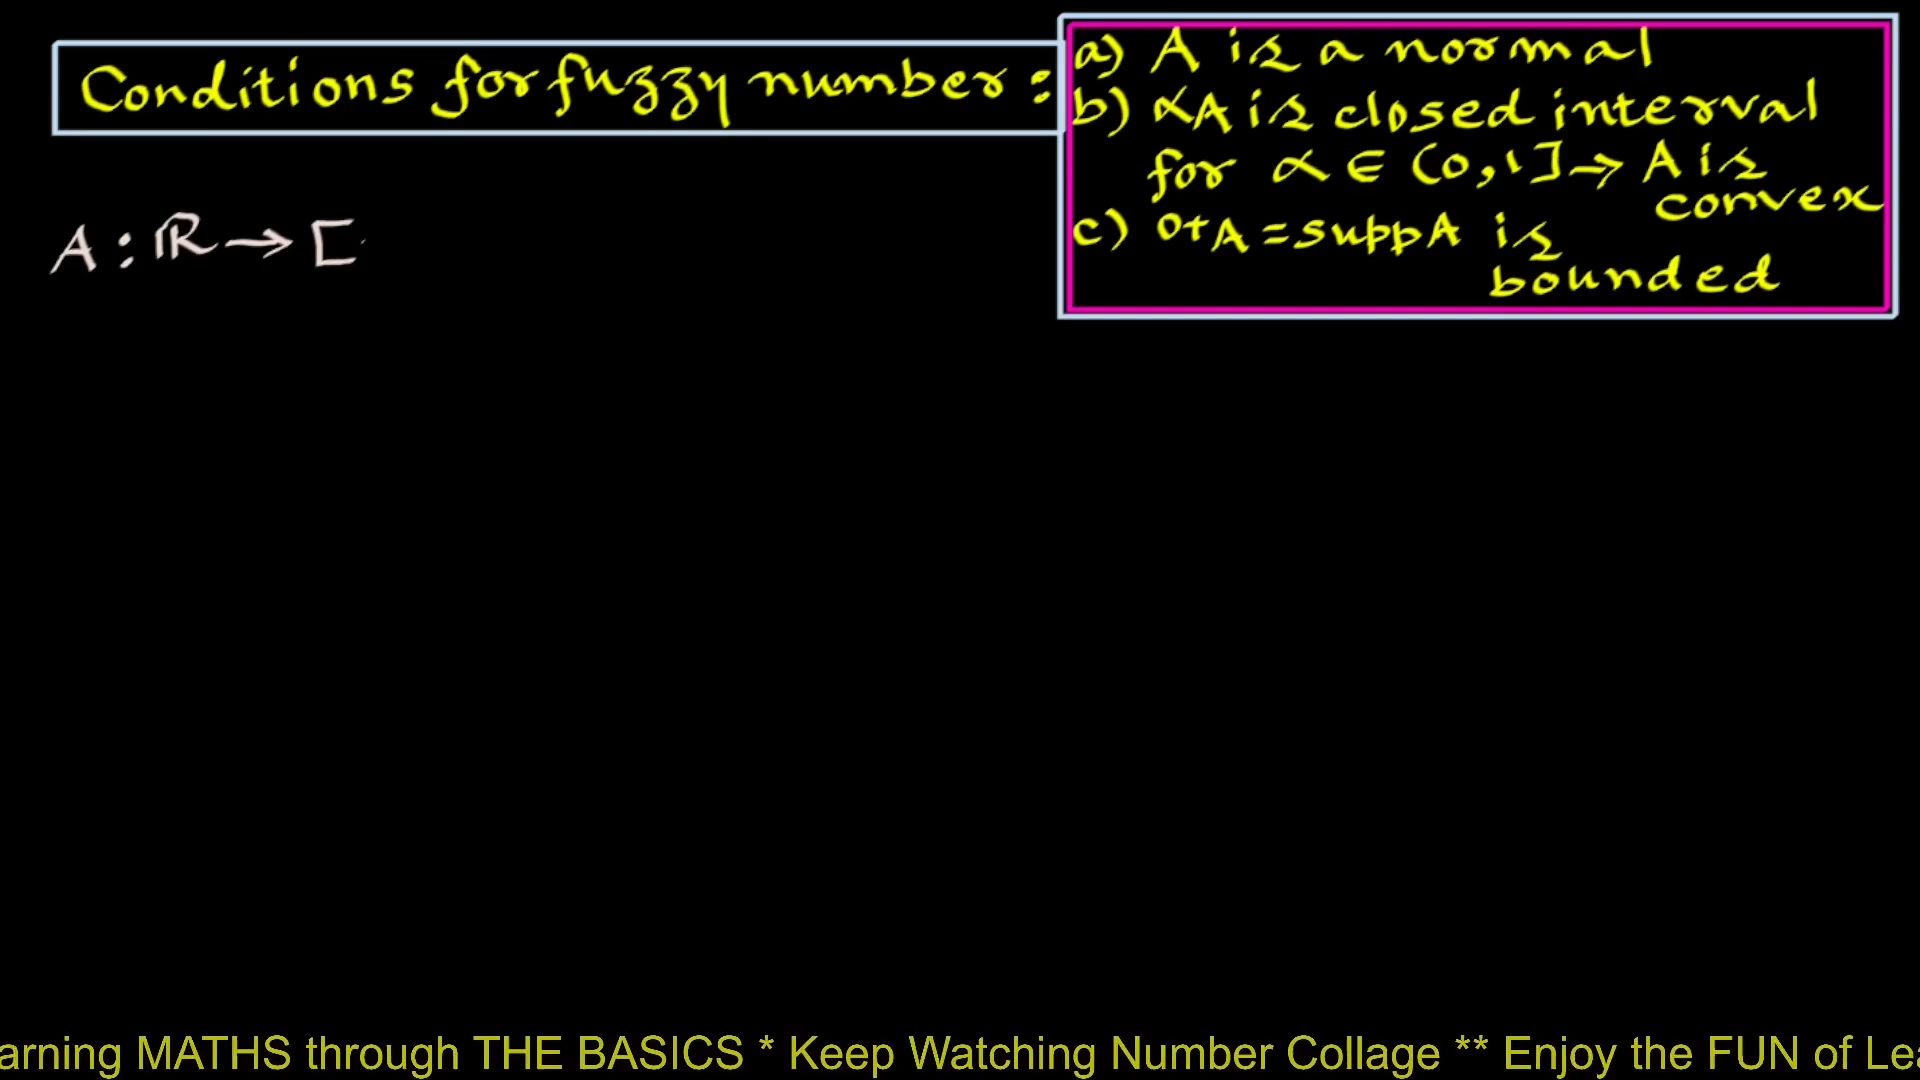 Conditions for fuzzy number :
a) A is a normal
b) αA is closed interval
for α ∈ (0,1] → A is
convex
c) 0+A = suppA is
bounded
A : ℝ → [
arning MATHS through THE BASICS * Keep Watching Number Collage ** Enjoy the FUN of Lea